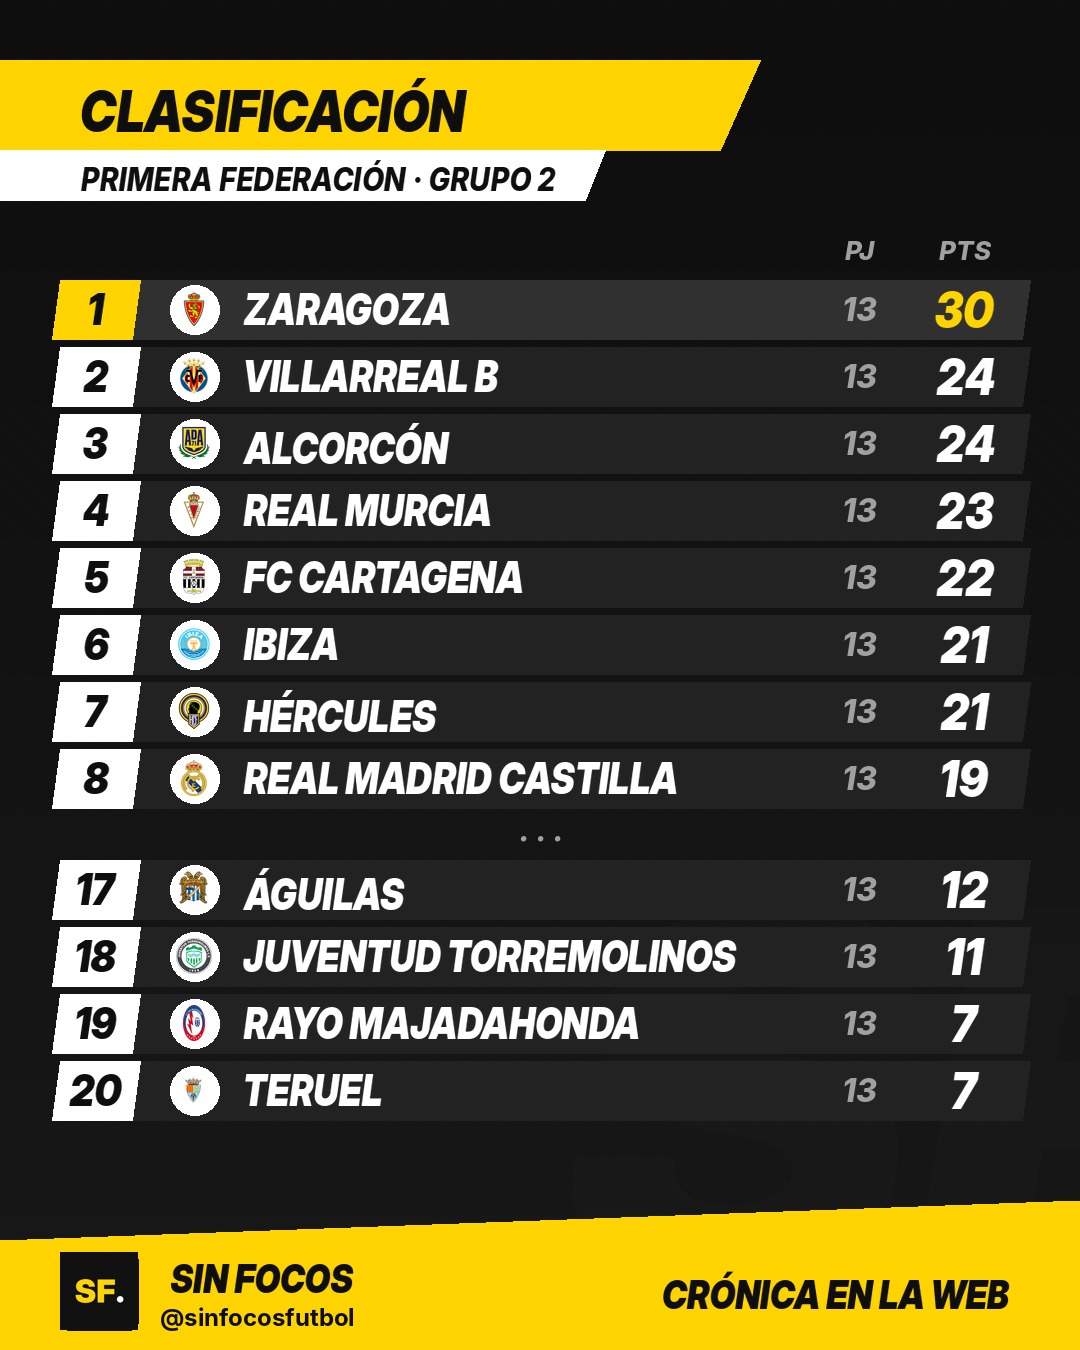 CLASIFICACIÓN
PRIMERA FEDERACIÓN · GRUPO 2
PJ PTS
1 ZARAGOZA 13 30
2 VILLARREAL B 13 24
3 ALCORCÓN 13 24
4 REAL MURCIA 13 23
5 FC CARTAGENA 13 22
6 IBIZA 13 21
7 HÉRCULES 13 21
8 REAL MADRID CASTILLA 13 19
...
17 ÁGUILAS 13 12
18 JUVENTUD TORREMOLINOS 13 11
19 RAYO MAJADAHONDA 13 7
20 TERUEL 13 7
SF. SIN FOCOS
@sinfocosfutbol
CRÓNICA EN LA WEB